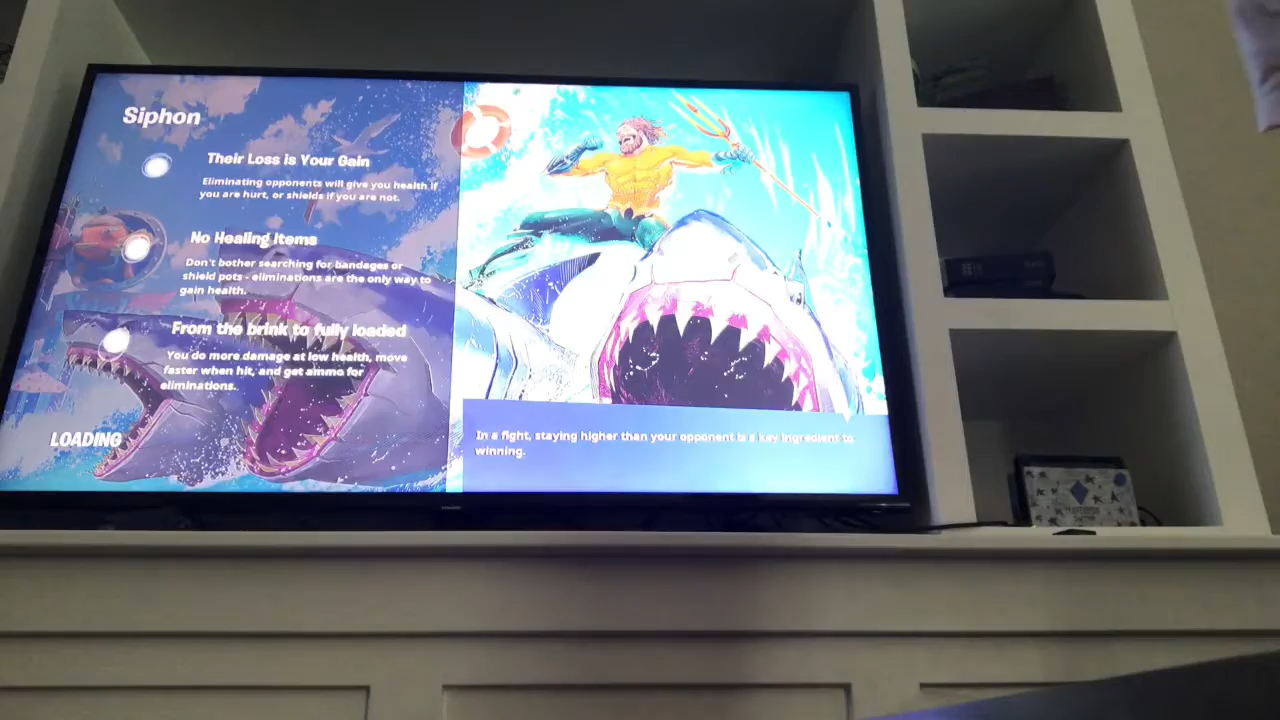 Siphon
Their Loss is Your Gain
Eliminating opponents will give you health if
you are hurt, or shields if you are not.
No Healing Items
Don't bother searching for bandages or
shield pots - eliminations are the only way to
gain health.
From the brink to fully loaded
You do more damage at low health, move
faster when hit, and get ammo for
eliminations.
LOADING
In a fight, staying higher than your opponent is a key ingredient to
winning.